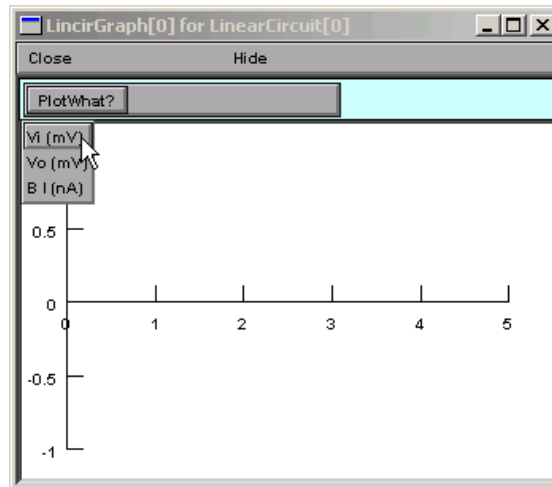 LincirGraph[0] for LinearCircuit[0]
Close Hide
PlotWhat?
Vi (mV)
Vo (mV)
B I (nA)
0.5
0
0 1 2 3 4 5
-0.5
-1